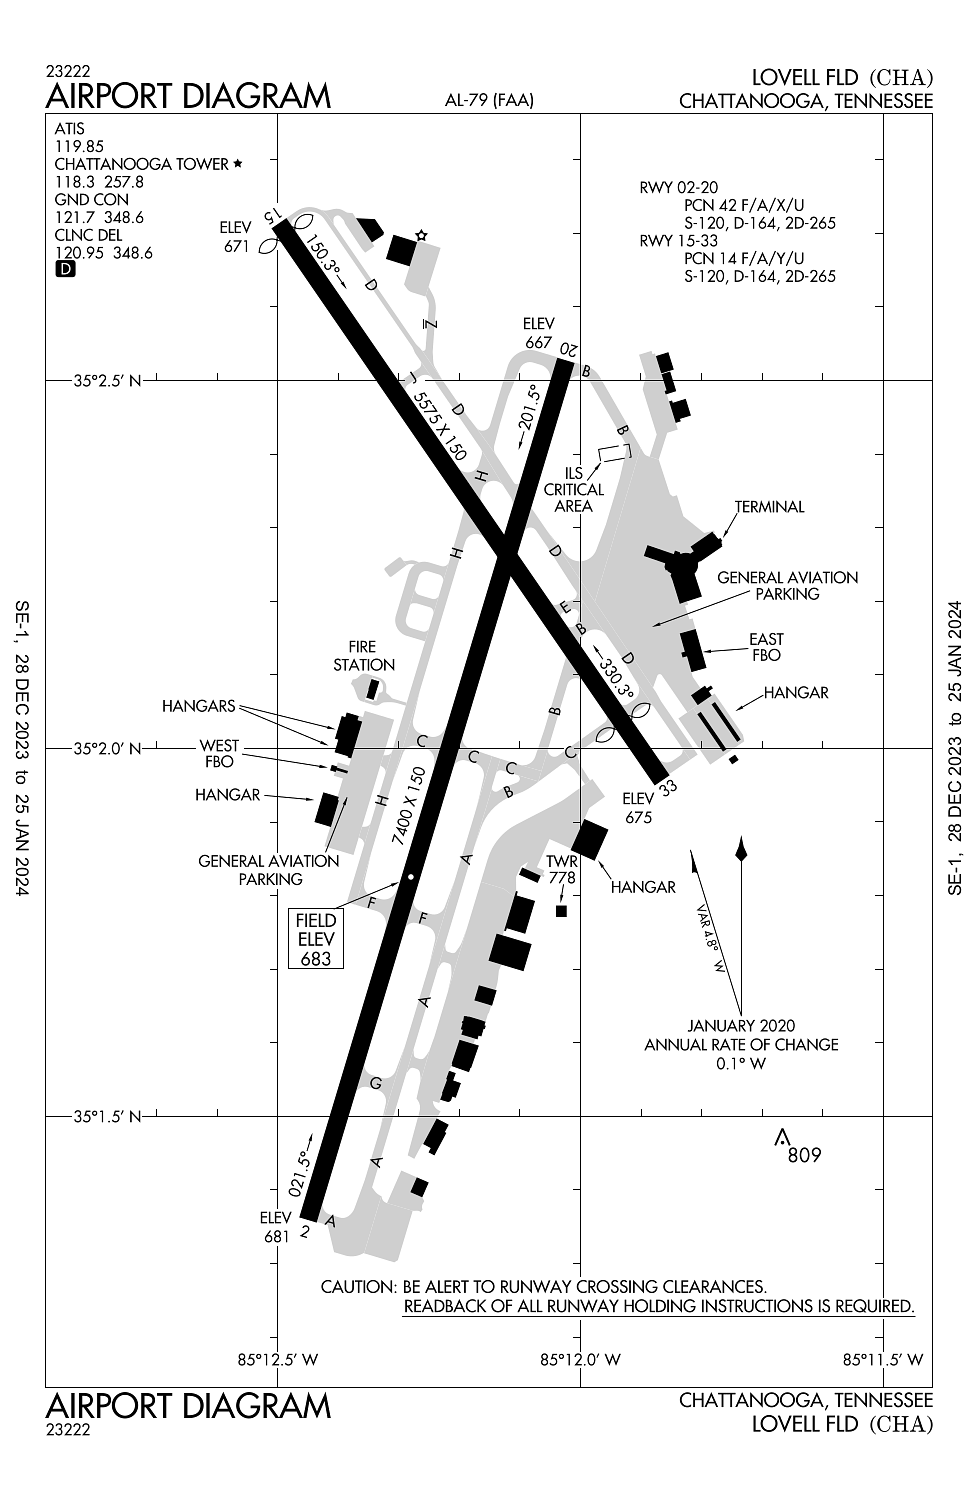 23222
AIRPORT DIAGRAM
AL-79 (FAA)
LOVELL FLD (CHA)
CHATTANOOGA, TENNESSEE
ATIS
119.85
CHATTANOOGA TOWER
118.3 257.8
GND CON
121.7 348.6
CLNC DEL
120.95 348.6
D
RWY 02-20
PCN 42 F/A/X/U
S-120, D-164, 2D-265
RWY 15-33
PCN 14 F/A/Y/U
S-120, D-164, 2D-265
15
ELEV
671
150.3°
D
N
ELEV
667
20
B
35°2.5' N
J
5575 X 150
D
201.5°
B
H
ILS
CRITICAL
AREA
TERMINAL
H
D
GENERAL AVIATION
PARKING
E
B
EAST
FBO
D
FIRE
STATION
330.3°
HANGAR
HANGARS
B
35°2.0' N
WEST
FBO
C
C
C
C
B
HANGAR
H
7400 X 150
33
ELEV
675
GENERAL AVIATION
PARKING
A
TWR
778
HANGAR
F
F
FIELD
ELEV
683
VAR 4.8° W
A
JANUARY 2020
ANNUAL RATE OF CHANGE
0.1° W
G
35°1.5' N
809
A
021.5°
ELEV
681
2
A
CAUTION: BE ALERT TO RUNWAY CROSSING CLEARANCES.
READBACK OF ALL RUNWAY HOLDING INSTRUCTIONS IS REQUIRED.
85°12.5' W
85°12.0' W
85°11.5' W
AIRPORT DIAGRAM
23222
CHATTANOOGA, TENNESSEE
LOVELL FLD (CHA)
SE-1, 28 DEC 2023 to 25 JAN 2024
SE-1, 28 DEC 2023 to 25 JAN 2024